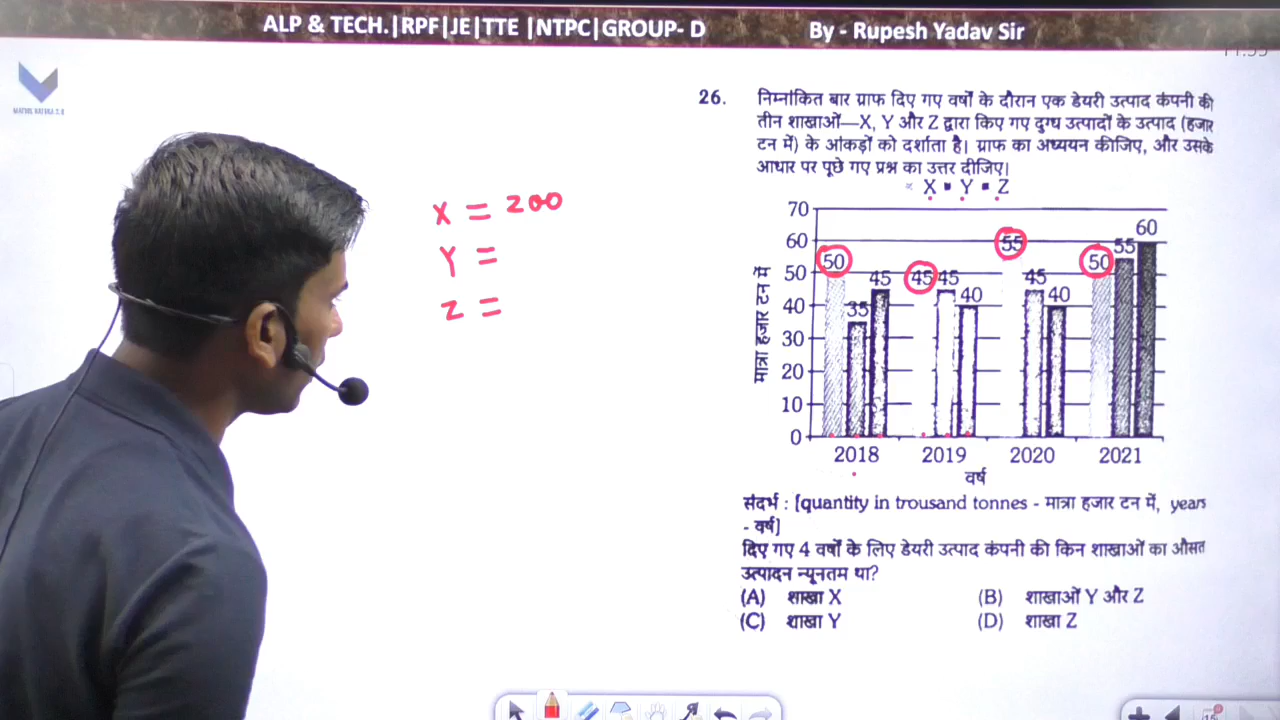 ALP & TECH.|RPF|JE|TTE |NTPC|GROUP- D By - Rupesh Yadav Sir
26. निम्नांकित बार ग्राफ दिए गए वर्षों के दौरान एक डेयरी उत्पाद कंपनी की
तीन शाखाओं—X, Y और Z द्वारा किए गए दुग्ध उत्पादों के उत्पाद (हजार
टन में) के आंकड़ों को दर्शाता है। ग्राफ का अध्ययन कीजिए, और उसके
आधार पर पूछे गए प्रश्न का उत्तर दीजिए।
X ▪ Y ▪ Z
X = 200
Y =
Z =
मात्रा हजार टन में
70
60
50
40
30
20
10
0
50 35 45
45 45 40
55 45 40
50 55 60
2018 2019 2020 2021
वर्ष
संदर्भ : [quantity in trousand tonnes - मात्रा हजार टन में, years
- वर्ष]
दिए गए 4 वर्षों के लिए डेयरी उत्पाद कंपनी की किन शाखाओं का औसत
उत्पादन न्यूनतम था?
(A) शाखा X (B) शाखाओं Y और Z
(C) शाखा Y (D) शाखा Z